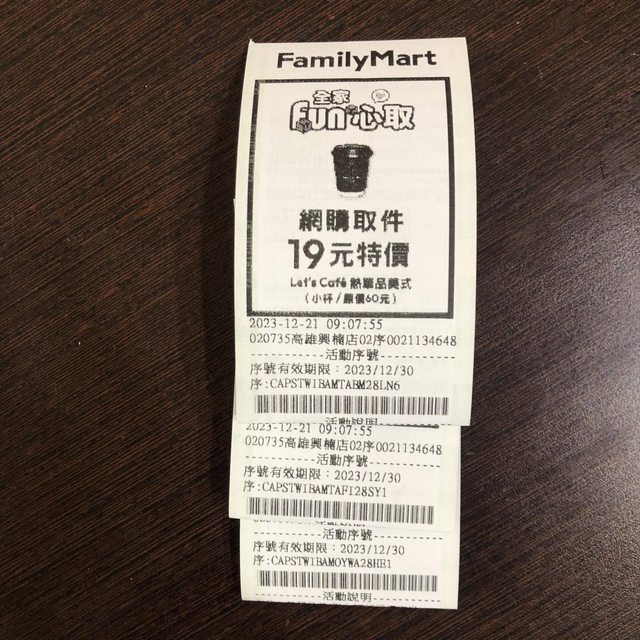 FamilyMart
全家
Fun心取
網購取件
19元特價
Let's Café 熱單品美式
(小杯/原價60元)
2023-12-21 09:07:55
020735高雄興楠店02序0021134648
-----------活動序號-----------
序號有效期限：2023/12/30
序:CAPSTWIBAMTABM28LN6
活動說明
2023-12-21 09:07:55
020735高雄興楠店02序0021134648
-----------活動序號-----------
序號有效期限：2023/12/30
序:CAPSTWIBAMTAFI28SY1
-----------活動序號-----------
序號有效期限：2023/12/30
序:CAPSTWIBAMOYWA28HE1
-----------活動說明-----------